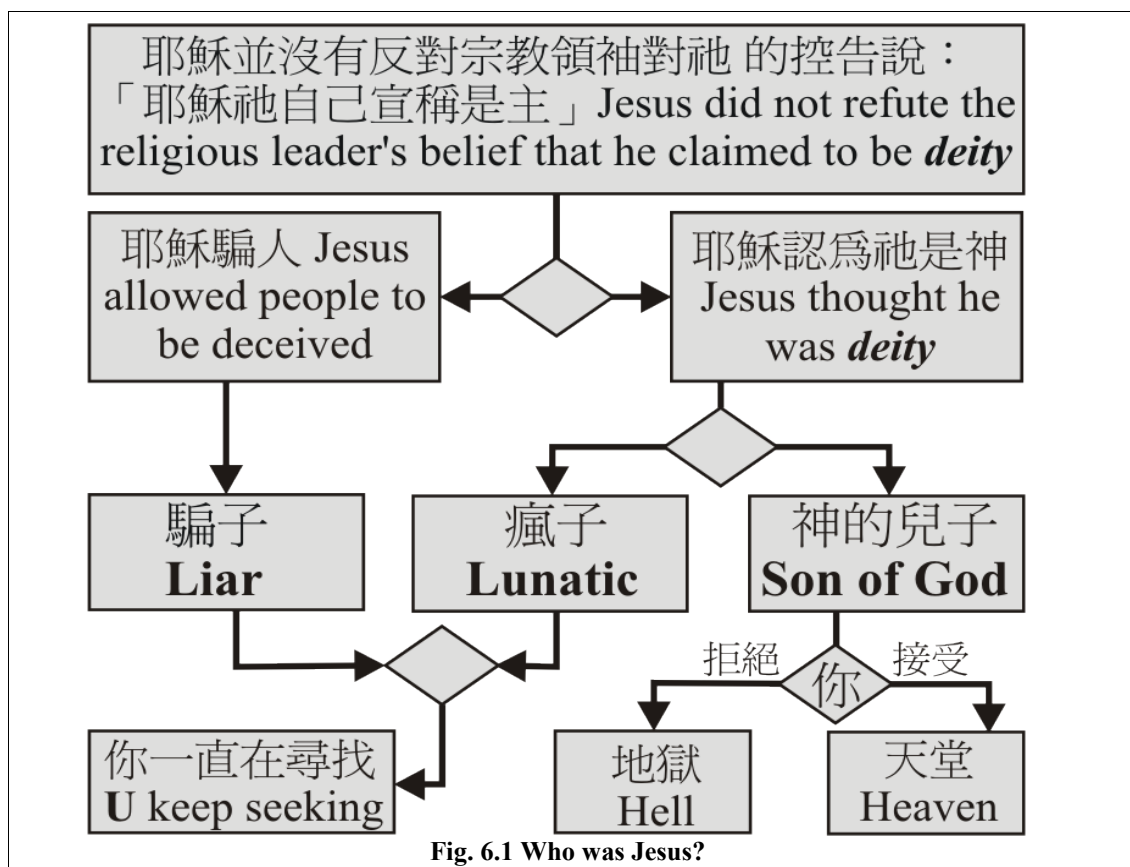 耶穌並沒有反對宗教領袖對祂 的控告說：
「耶穌祂自己宣稱是主」Jesus did not refute the
religious leader's belief that he claimed to be deity
耶穌騙人 Jesus
allowed people to
be deceived
耶穌認爲祂是神
Jesus thought he
was deity
騙子
Liar
瘋子
Lunatic
神的兒子
Son of God
拒絕
你
接受
你一直在尋找
U keep seeking
地獄
Hell
天堂
Heaven
Fig. 6.1 Who was Jesus?